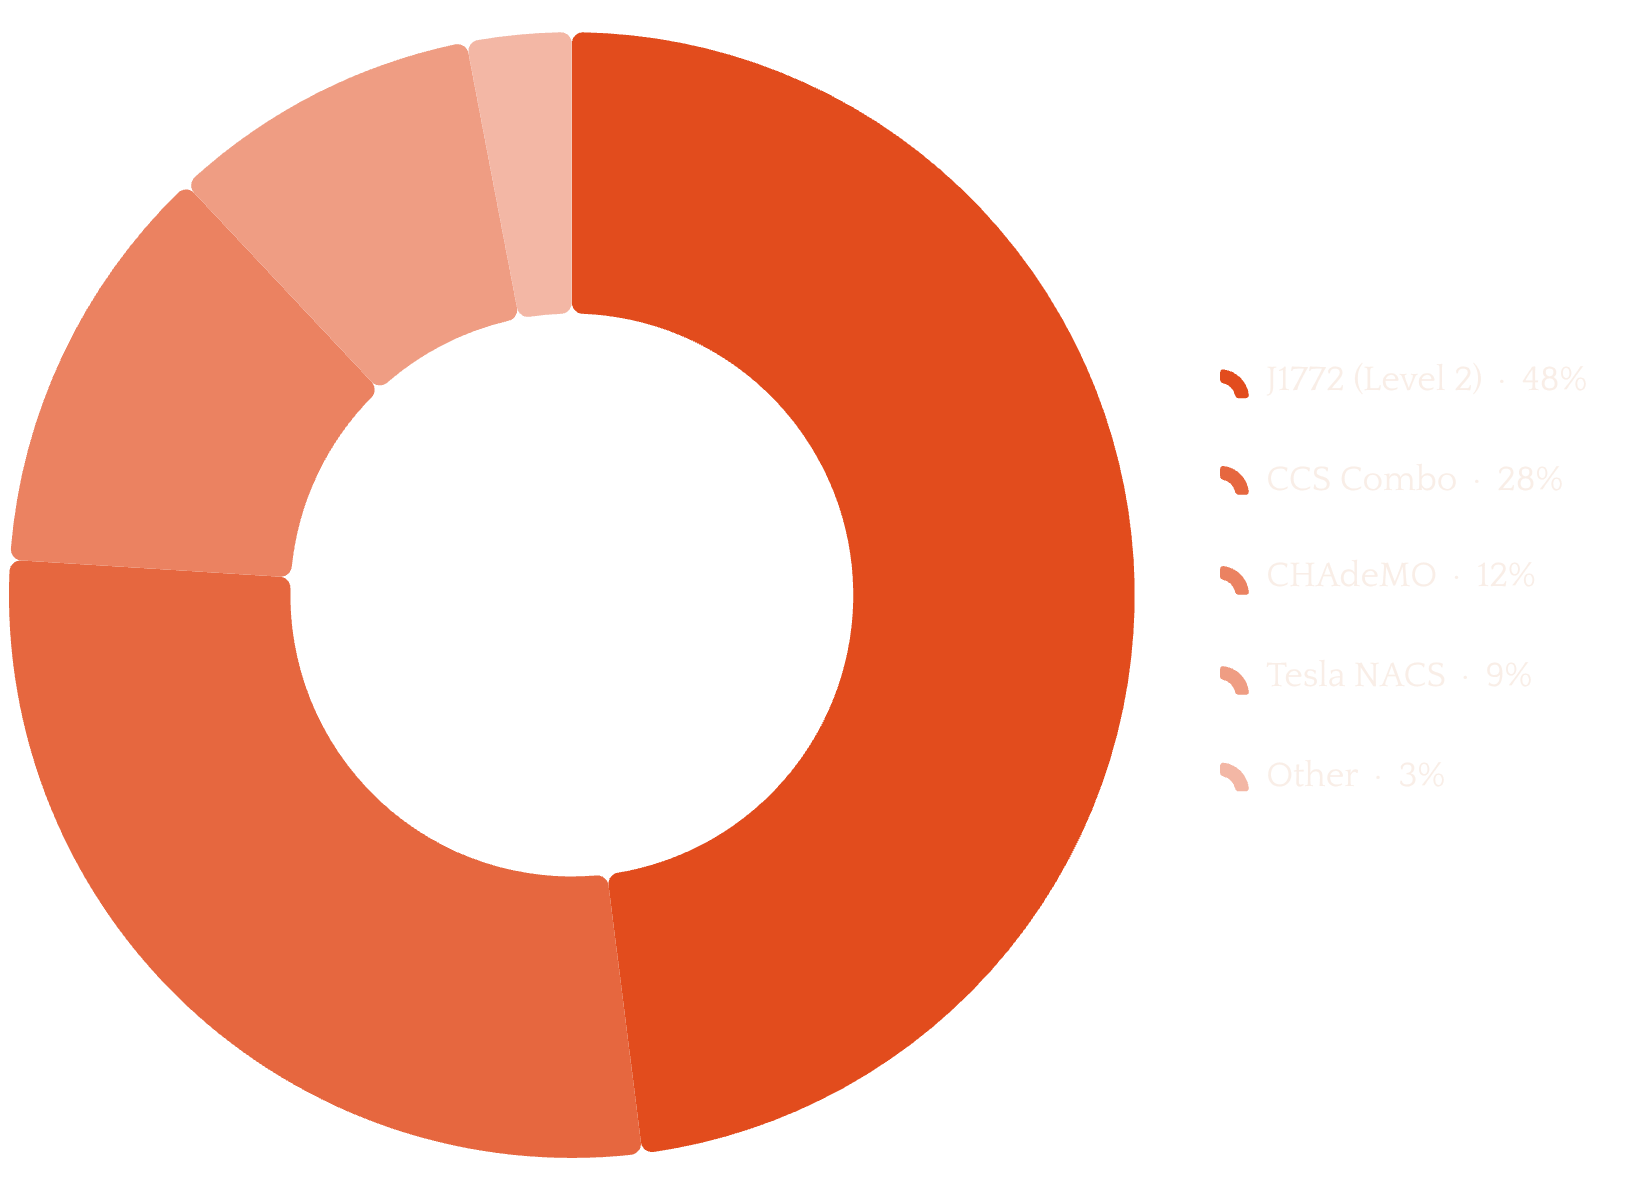 J1772 (Level 2) · 48%
CCS Combo · 28%
CHAdeMO · 12%
Tesla NACS · 9%
Other · 3%